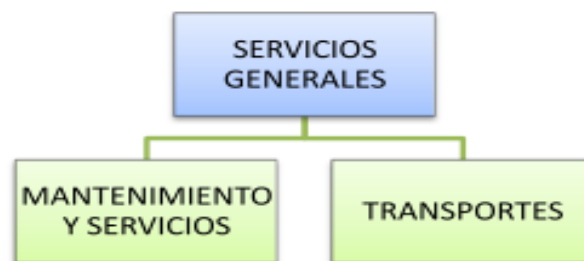 SERVICIOS
GENERALES
MANTENIMIENTO
Y SERVICIOS
TRANSPORTES